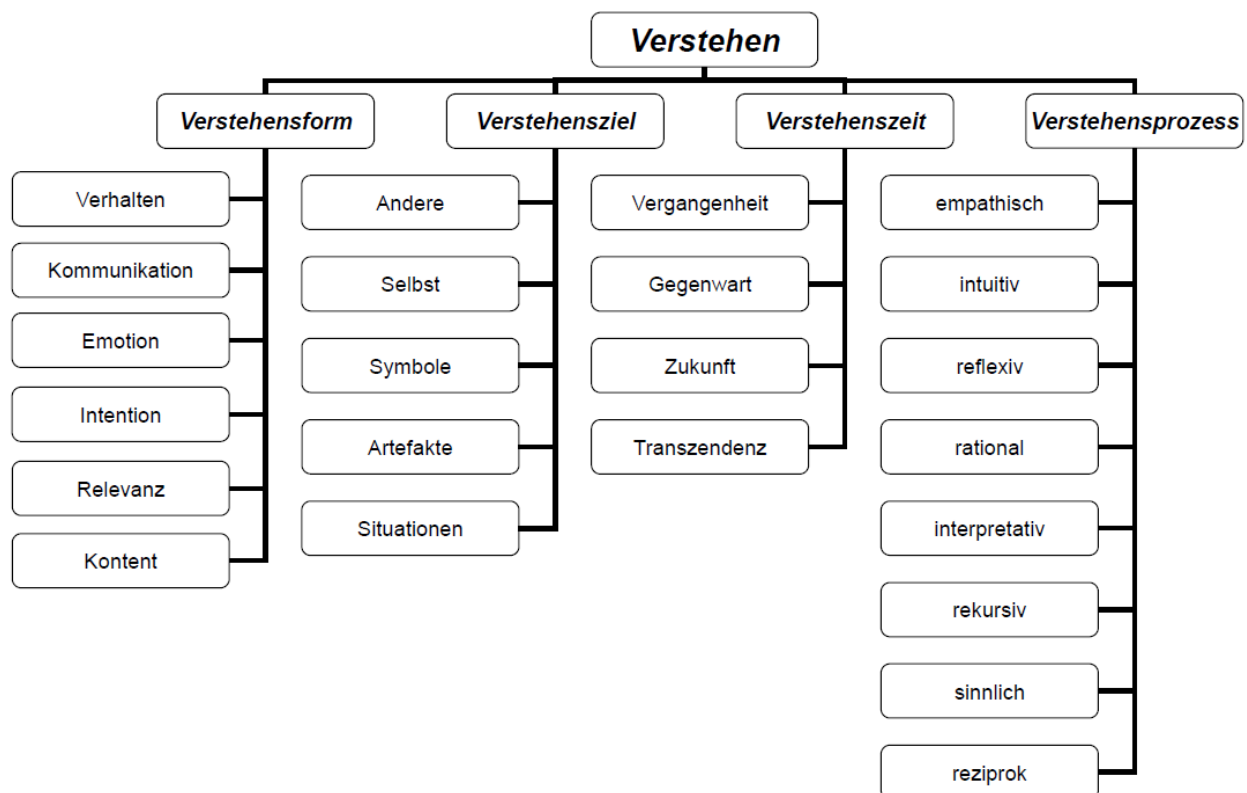 Verstehen
Verstehensform
Verstehensziel
Verstehenszeit
Verstehensprozess
Verhalten
Kommunikation
Emotion
Intention
Relevanz
Kontent
Andere
Selbst
Symbole
Artefakte
Situationen
Vergangenheit
Gegenwart
Zukunft
Transzendenz
empathisch
intuitiv
reflexiv
rational
interpretativ
rekursiv
sinnlich
reziprok